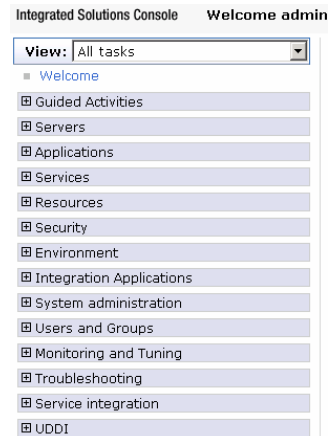 Integrated Solutions Console Welcome admin
View: All tasks
Welcome
Guided Activities
Servers
Applications
Services
Resources
Security
Environment
Integration Applications
System administration
Users and Groups
Monitoring and Tuning
Troubleshooting
Service integration
UDDI